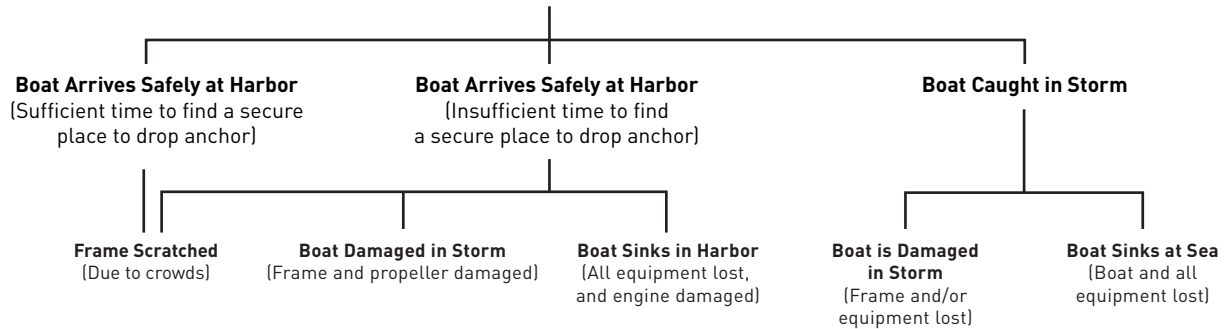 Boat Arrives Safely at Harbor
(Sufficient time to find a secure
place to drop anchor)
Boat Arrives Safely at Harbor
(Insufficient time to find
a secure place to drop anchor)
Boat Caught in Storm
Frame Scratched
(Due to crowds)
Boat Damaged in Storm
(Frame and propeller damaged)
Boat Sinks in Harbor
(All equipment lost,
and engine damaged)
Boat is Damaged
in Storm
(Frame and/or
equipment lost)
Boat Sinks at Sea
(Boat and all
equipment lost)